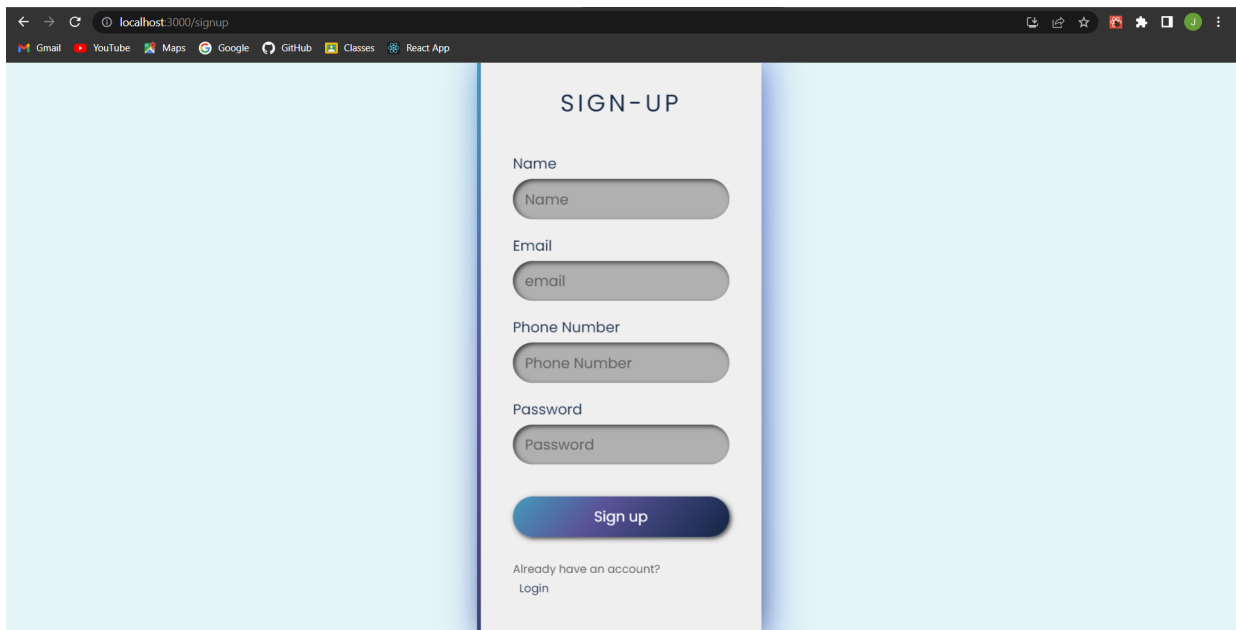 localhost:3000/signup
J
Gmail YouTube Maps Google GitHub Classes React App
SIGN-UP
Name
Name
Email
email
Phone Number
Phone Number
Password
Password
Sign up
Already have an account?
Login